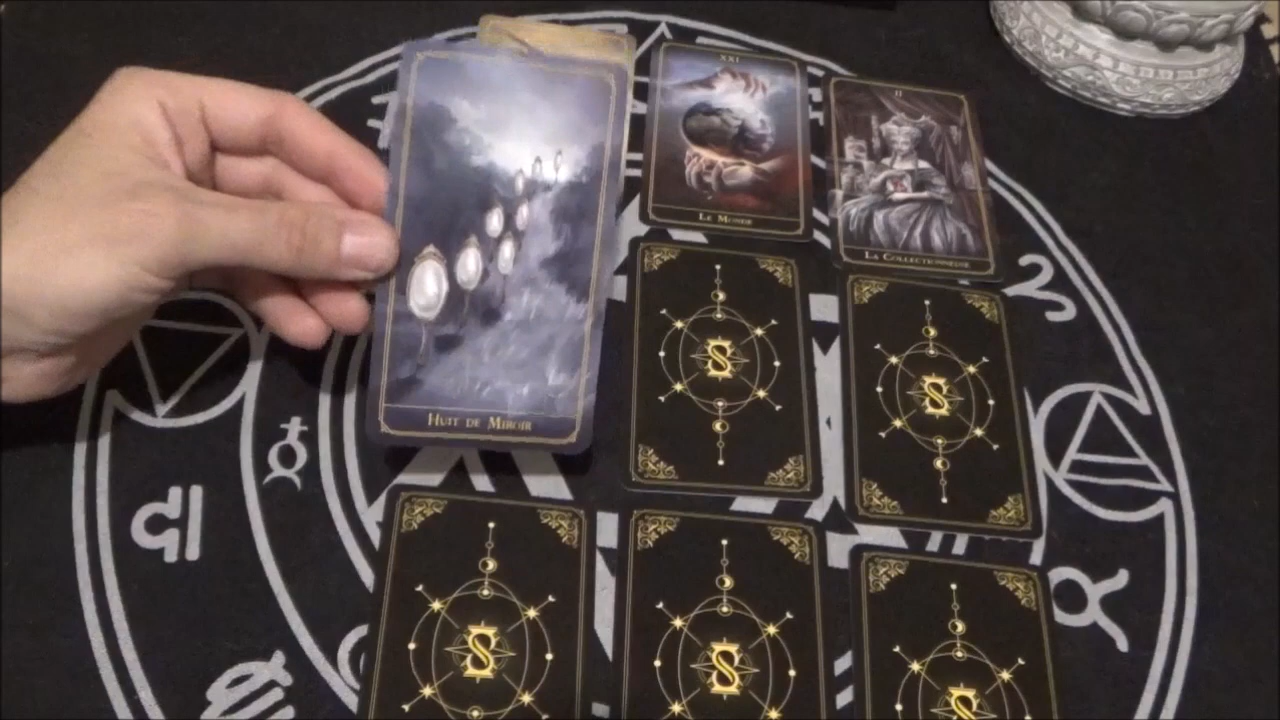 XXI
II
Le Monde
La Collectionneuse
Huit de Miroir
S
S
S
S
S